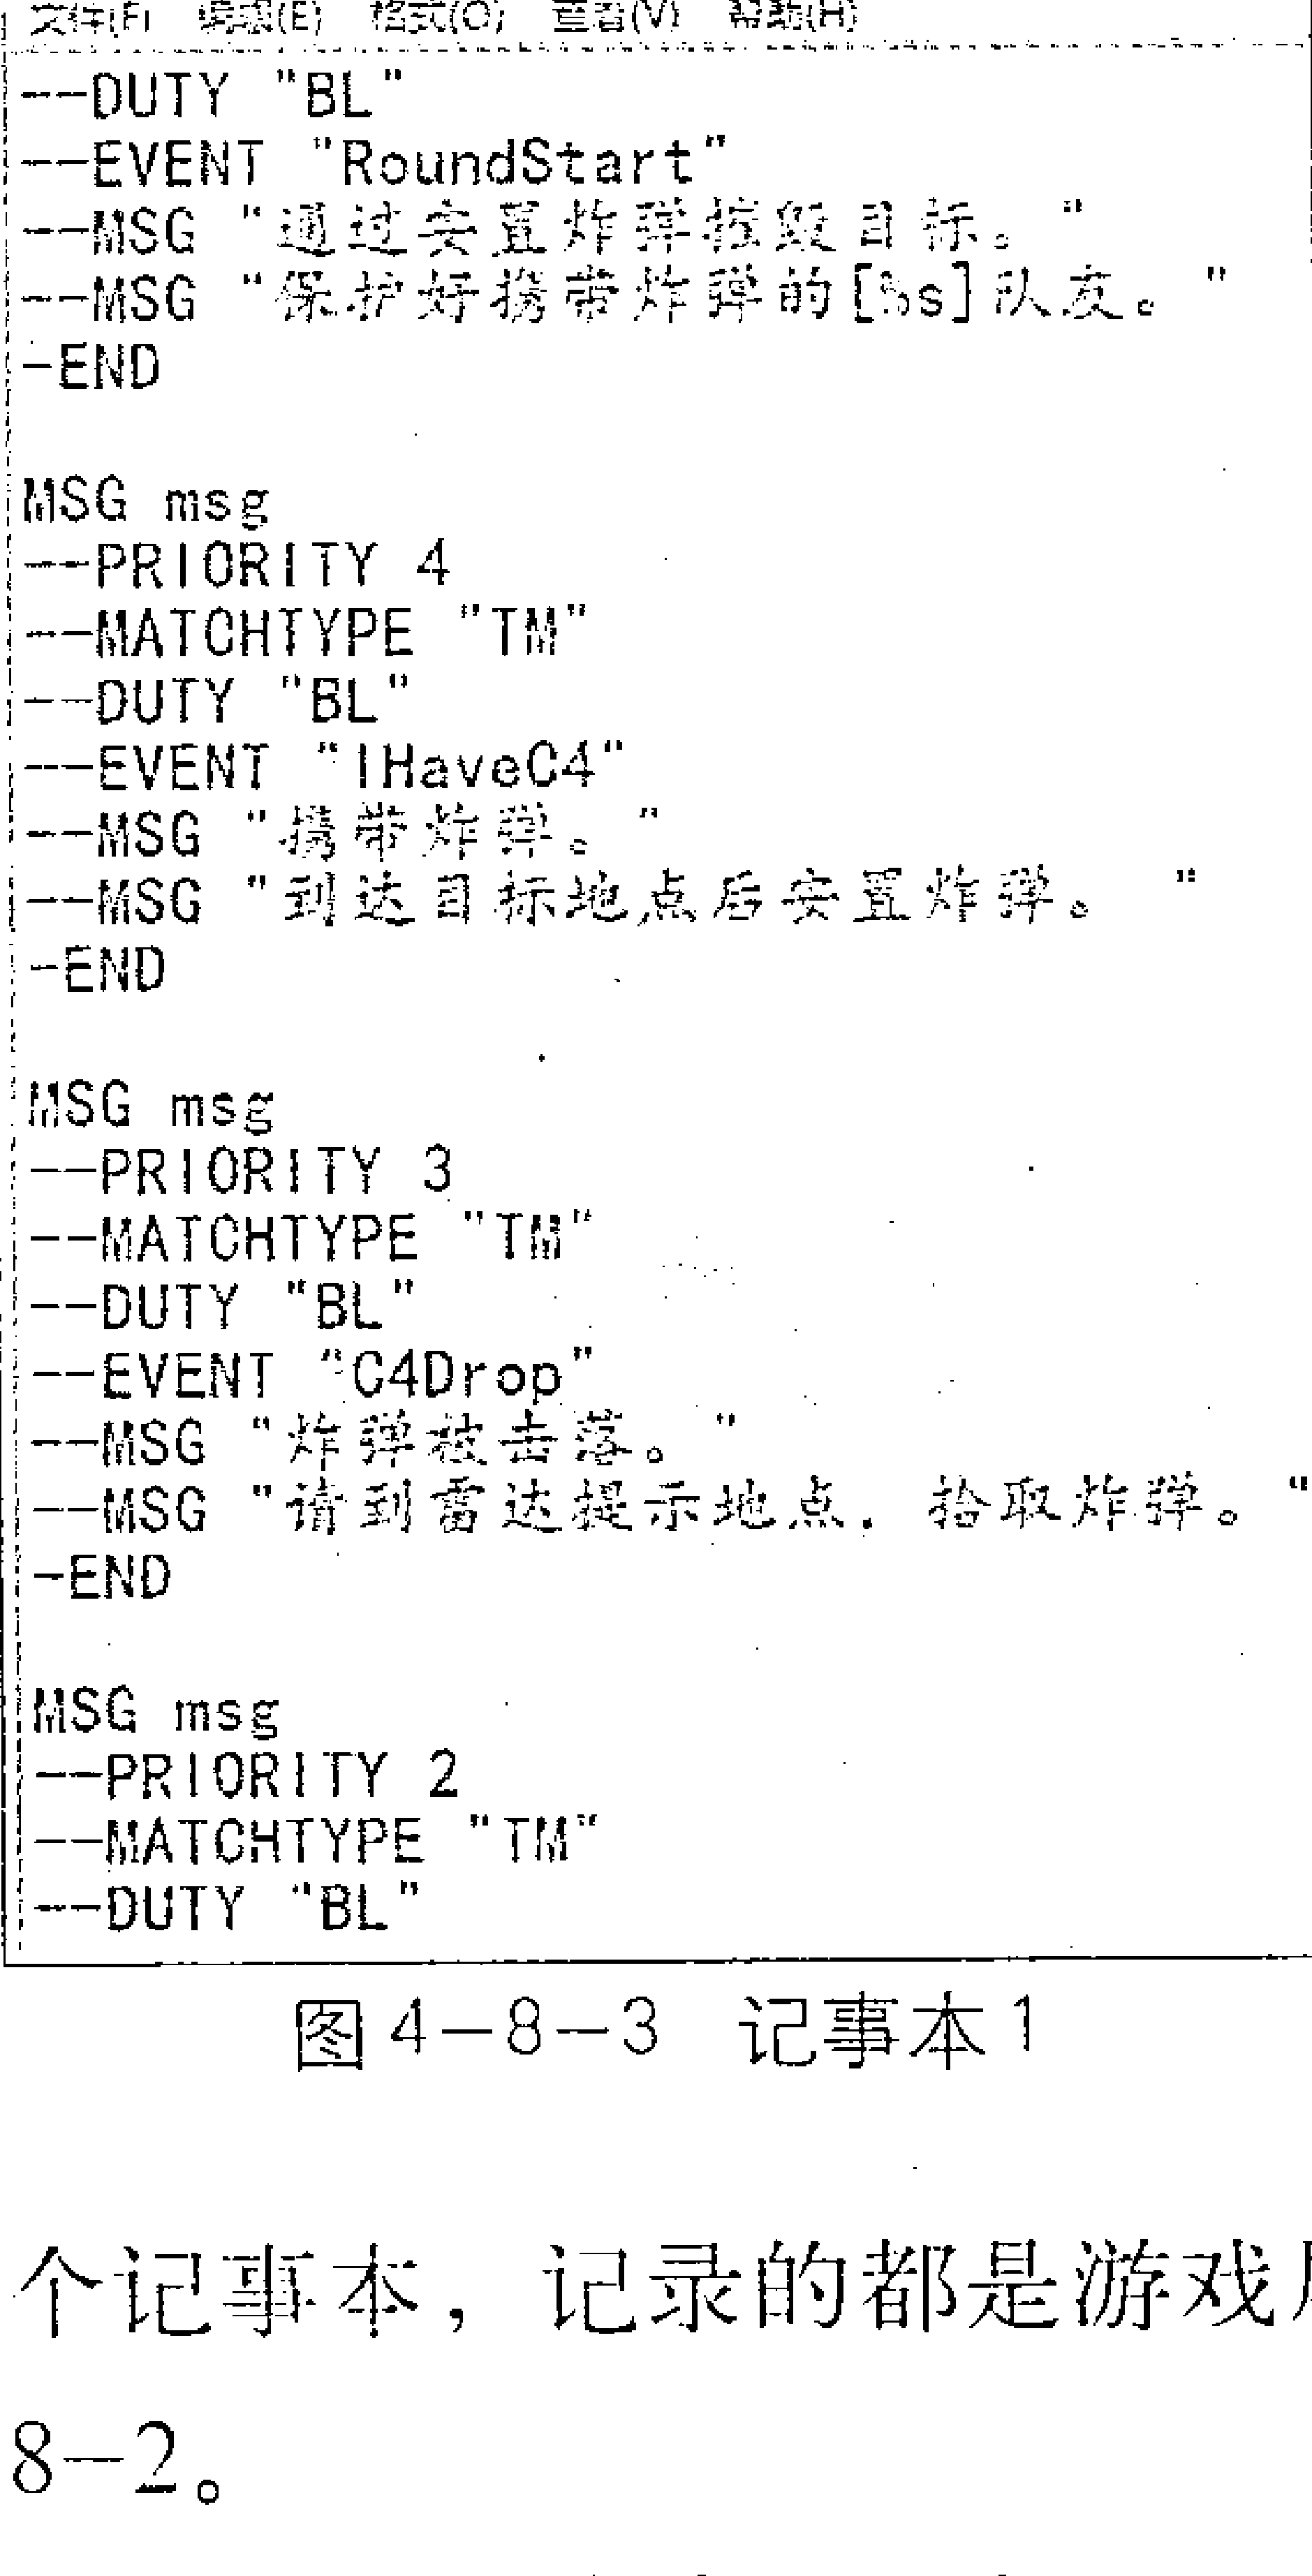 文件(F) 编辑(E) 格式(O) 查看(V) 帮助(H)
--DUTY "BL"
--EVENT "RoundStart"
--MSG "通过安置炸弹摧毁目标。"
--MSG "保护好携带炸弹的[%s]队友。"
-END
MSG msg
--PRIORITY 4
--MATCHTYPE "TM"
--DUTY "BL"
--EVENT "IHaveC4"
--MSG "携带炸弹。"
--MSG "到达目标地点后安置炸弹。 "
-END
MSG msg
--PRIORITY 3
--MATCHTYPE "TM"
--DUTY "BL"
--EVENT "C4Drop"
--MSG "炸弹被击落。"
--MSG "请到雷达提示地点, 拾取炸弹。"
-END
MSG msg
--PRIORITY 2
--MATCHTYPE "TM"
--DUTY "BL"
图4-8-3 记事本1
个记事本，记录的都是游戏
8-2。